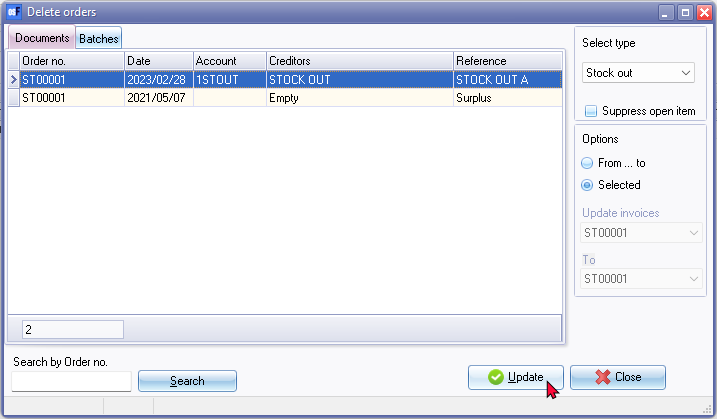 Delete orders
Documents Batches
Order no. Date Account Creditors Reference
ST00001 2023/02/28 1STOUT STOCK OUT STOCK OUT A
ST00001 2021/05/07 Empty Surplus
2
Select type
Stock out
Suppress open item
Options
From ... to
Selected
Update invoices
ST00001
To
ST00001
Search by Order no.
Search
Update
Close